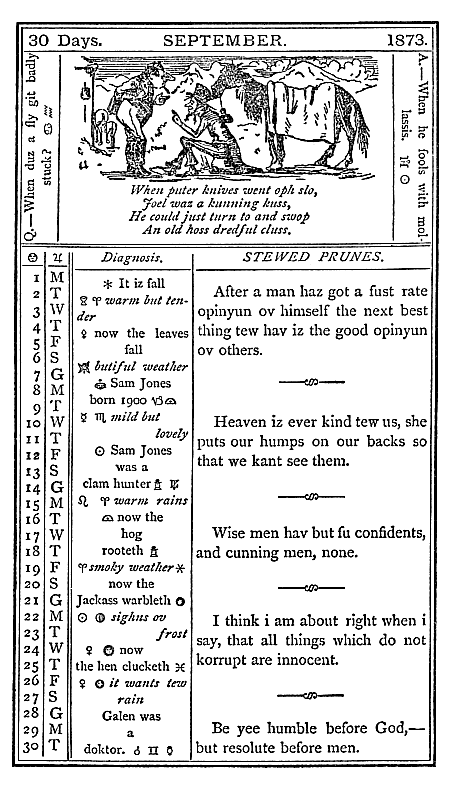 30 Days. SEPTEMBER. 1873.
Q.—When duz a fly git badly
stuck?
A.—When he fools with mol-
lassis.
When puter knives went oph slo,
Joel waz a kunning kuss,
He could just turn to and swop
An old hoss dredful cluss.
☉ ♃ Diagnosis. STEWED PRUNES.
1 M
2 T
3 W
4 T
5 F
6 S
7 G
8 M
9 T
10 W
11 T
12 F
13 S
14 G
15 M
16 T
17 W
18 T
19 F
20 S
21 G
22 M
23 T
24 W
25 T
26 F
27 S
28 G
29 M
30 T
* It iz fall
♈ warm but ten-
der
♀ now the leaves
fall
butiful weather
Sam Jones
born 1900 ♑
☿ ♏ mild but
lovely
☉ Sam Jones
was a
clam hunter
♌ ♈ warm rains
now the
hog
rooteth
♈ smoky weather *
now the
Jackass warbleth
☉ sighns ov
frost
♀ now
the hen clucketh ♓
♀ it wants tew
rain
Galen was
a
doktor. ☌ ♊
After a man haz got a fust rate
opinyun ov himself the next best
thing tew hav iz the good opinyun
ov others.
Heaven iz ever kind tew us, she
puts our humps on our backs so
that we kant see them.
Wise men hav but fu confidents,
and cunning men, none.
I think i am about right when i
say, that all things which do not
korrupt are innocent.
Be yee humble before God,—
but resolute before men.